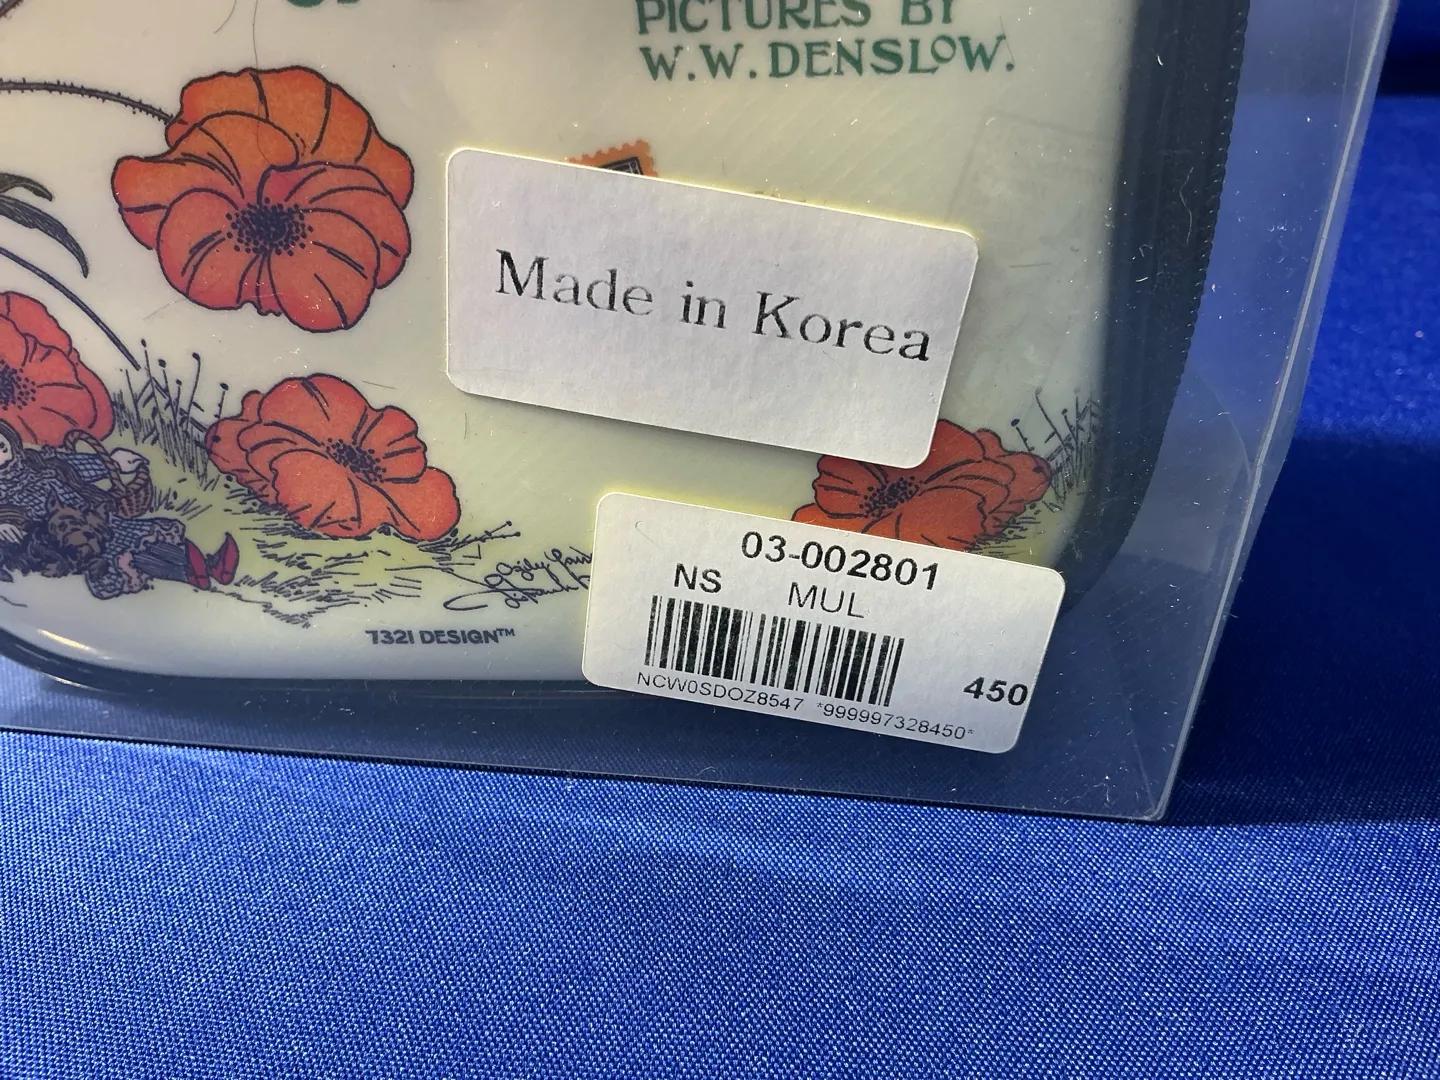 PICTURES BY
W.W. DENSLOW.
Made in Korea
03-002801
NS MUL
450
NCW0SDOZ8547 *999997328450*
7321 DESIGN™